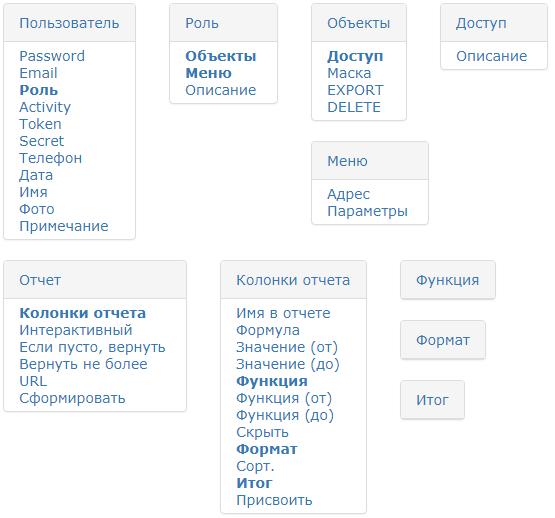 Пользователь
Password
Email
Роль
Activity
Token
Secret
Телефон
Дата
Имя
Фото
Примечание
Роль
Объекты
Меню
Описание
Объекты
Доступ
Маска
EXPORT
DELETE
Доступ
Описание
Меню
Адрес
Параметры
Отчет
Колонки отчета
Интерактивный
Если пусто, вернуть
Вернуть не более
URL
Сформировать
Колонки отчета
Имя в отчете
Формула
Значение (от)
Значение (до)
Функция
Функция (от)
Функция (до)
Скрыть
Формат
Сорт.
Итог
Присвоить
Функция
Формат
Итог